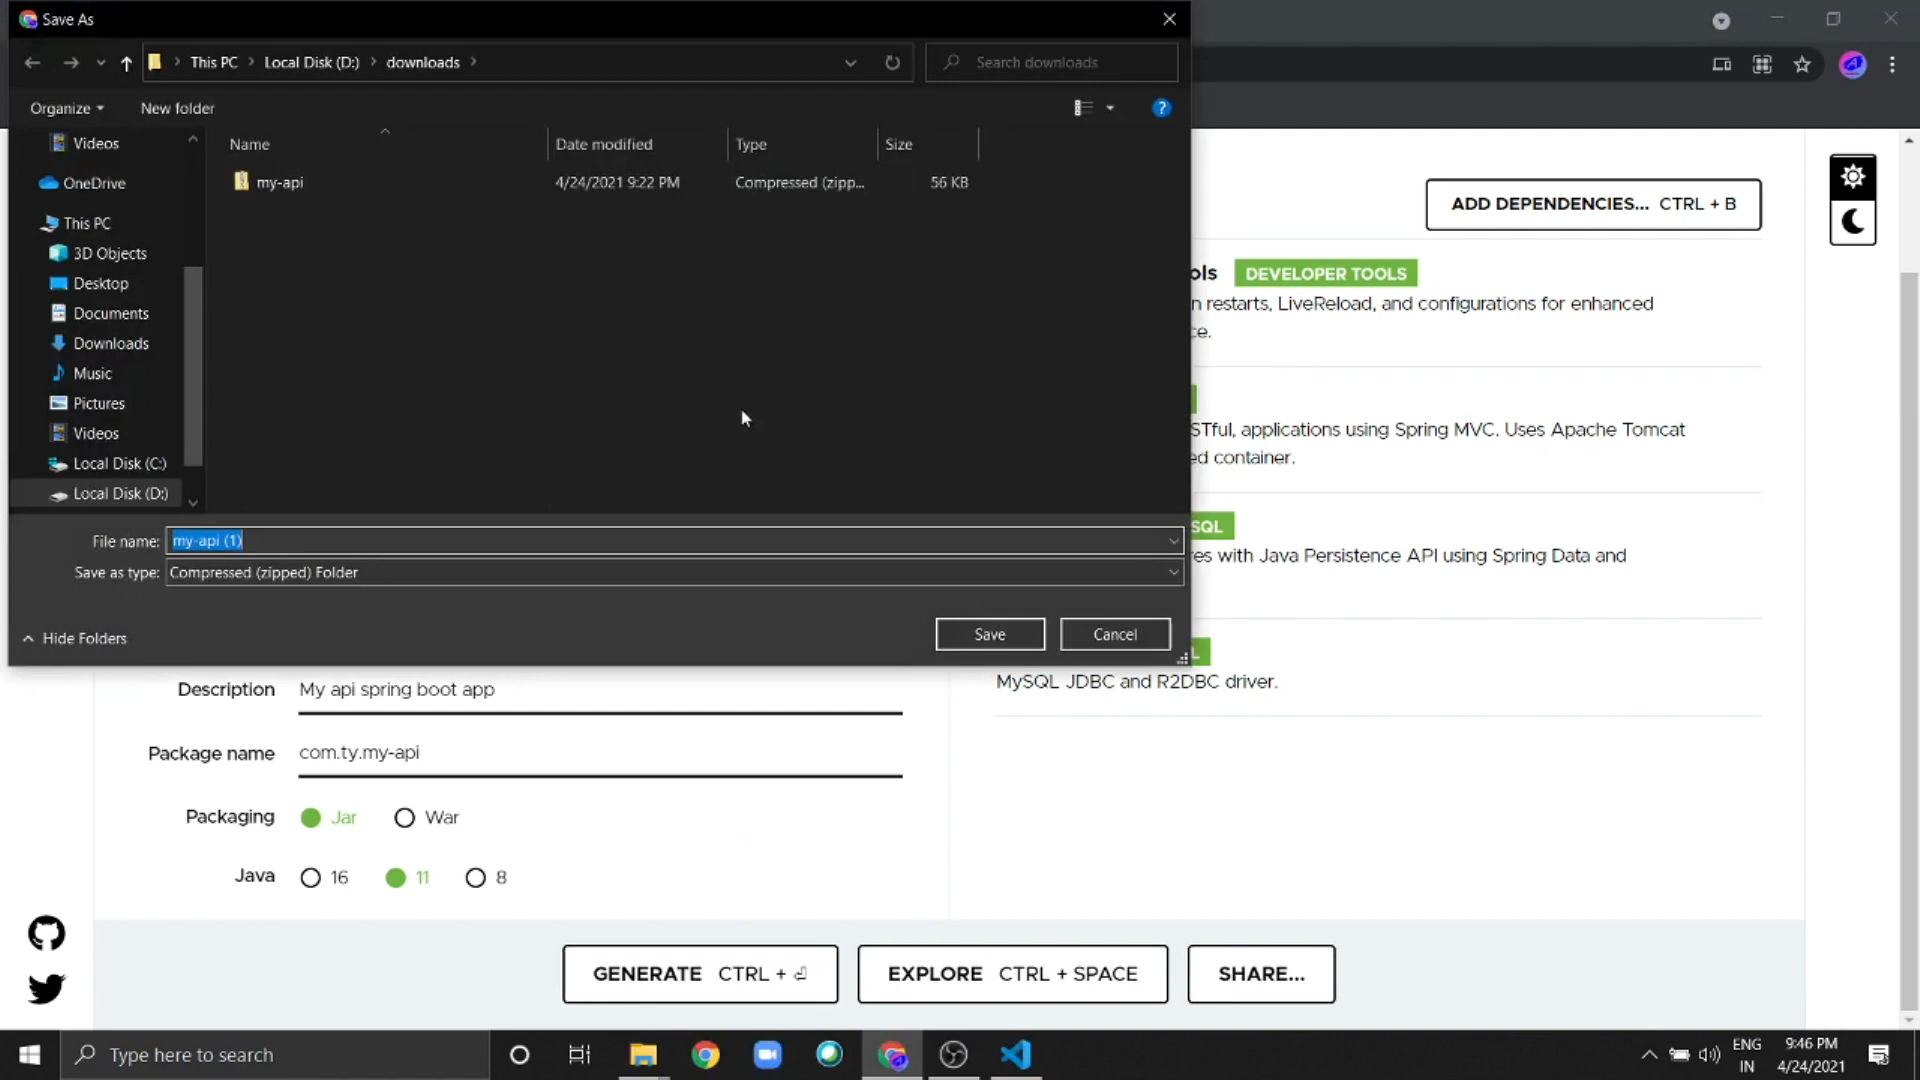 Save As
This PC
Local Disk (D:)
downloads
Search downloads
Organize
New folder
?
Name
Date modified
Type
Size
my-api
4/24/2021 9:22 PM
Compressed (zipp...
56 KB
Videos
OneDrive
This PC
3D Objects
Desktop
Documents
Downloads
Music
Pictures
Videos
Local Disk (C:)
Local Disk (D:)
File name: my-api (1)
Save as type: Compressed (zipped) Folder
Hide Folders
Save
Cancel
ADD DEPENDENCIES... CTRL + B
ols DEVELOPER TOOLS
n restarts, LiveReload, and configurations for enhanced
ce.
STful, applications using Spring MVC. Uses Apache Tomcat
ed container.
SQL
es with Java Persistence API using Spring Data and
L
MySQL JDBC and R2DBC driver.
Description My api spring boot app
Package name com.ty.my-api
Packaging Jar War
Java 16 11 8
GENERATE CTRL + ⏎
EXPLORE CTRL + SPACE
SHARE...
Type here to search
ENG
IN
9:46 PM
4/24/2021